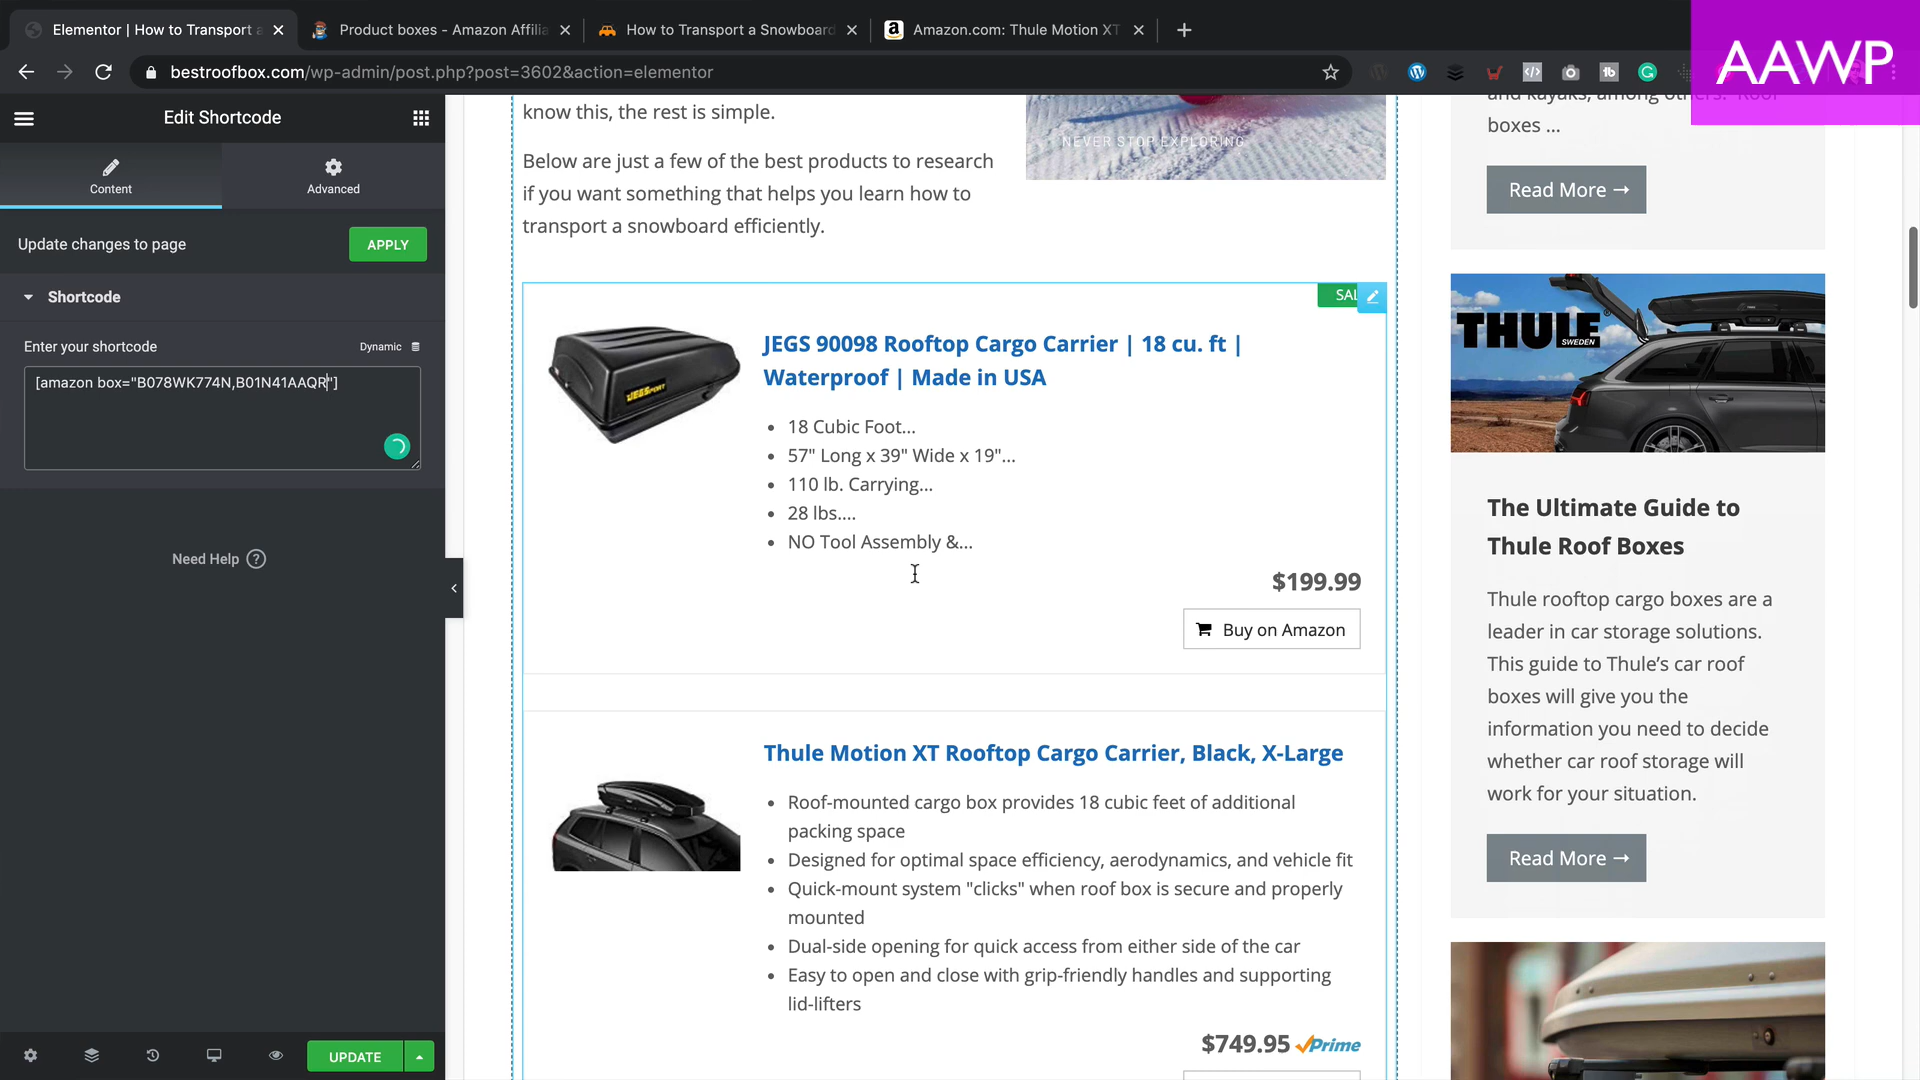 Elementor | How to Transport a
Product boxes - Amazon Affilia
How to Transport a Snowboard
Amazon.com: Thule Motion XT
bestroofbox.com/wp-admin/post.php?post=3602&action=elementor
AAWP
Edit Shortcode
Content
Advanced
Update changes to page
APPLY
Shortcode
Enter your shortcode
Dynamic
[amazon box="B078WK774N,B01N41AAQR"]
Need Help
UPDATE
know this, the rest is simple.
Below are just a few of the best products to research
if you want something that helps you learn how to
transport a snowboard efficiently.
NEVER STOP EXPLORING
SAL
JEGS 90098 Rooftop Cargo Carrier | 18 cu. ft |
Waterproof | Made in USA
JEGSPORT
18 Cubic Foot...
57" Long x 39" Wide x 19"...
110 lb. Carrying...
28 lbs....
NO Tool Assembly &...
$199.99
Buy on Amazon
Thule Motion XT Rooftop Cargo Carrier, Black, X-Large
Roof-mounted cargo box provides 18 cubic feet of additional
packing space
Designed for optimal space efficiency, aerodynamics, and vehicle fit
Quick-mount system "clicks" when roof box is secure and properly
mounted
Dual-side opening for quick access from either side of the car
Easy to open and close with grip-friendly handles and supporting
lid-lifters
$749.95 Prime
and kayaks, among others. Roof
boxes ...
Read More →
THULE
SWEDEN
The Ultimate Guide to
Thule Roof Boxes
Thule rooftop cargo boxes are a
leader in car storage solutions.
This guide to Thule’s car roof
boxes will give you the
information you need to decide
whether car roof storage will
work for your situation.
Read More →